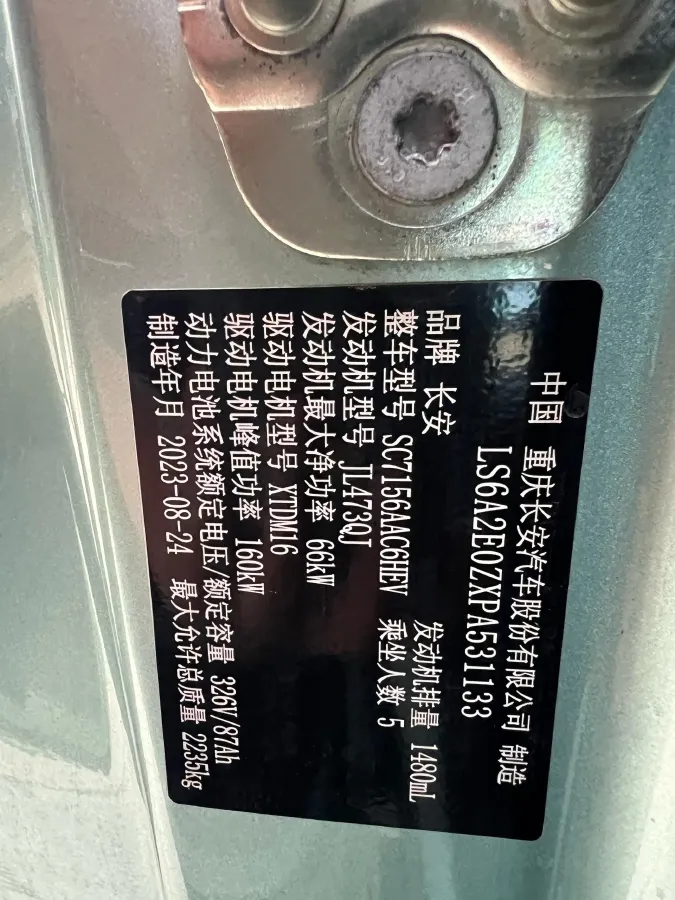 中国 重庆长安汽车股份有限公司 制造
LS6A2E0ZXPA531133
品牌 长安 发动机排量 1480mL
整车型号 SC7156AAC6HEV 乘坐人数 5
发动机型号 JL473QJ
发动机最大净功率 66kW
驱动电机型号 XTDM16
驱动电机峰值功率 160kW
动力电池系统额定电压/额定容量 326V/87Ah
制造年月 2023-08-24 最大允许总质量 2235kg